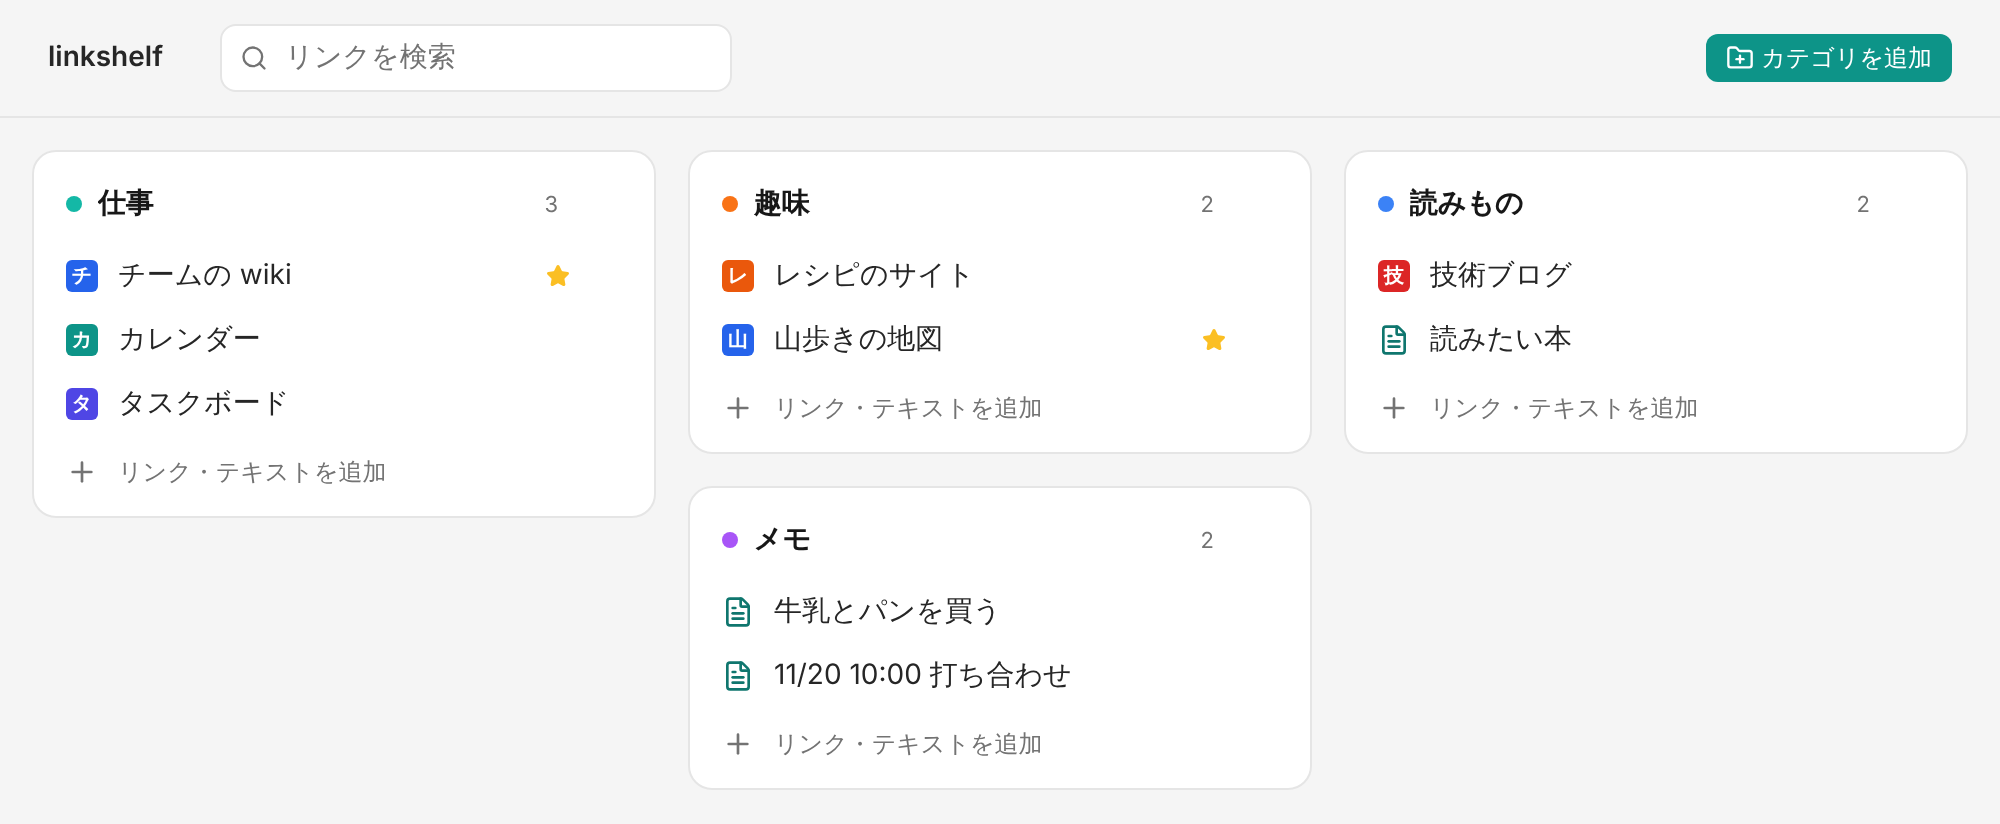 linkshelf
リンクを検索
カテゴリを追加
仕事 3
チ チームの wiki
カ カレンダー
タ タスクボード
リンク・テキストを追加
趣味 2
レ レシピのサイト
山 山歩きの地図
リンク・テキストを追加
メモ 2
牛乳とパンを買う
11/20 10:00 打ち合わせ
リンク・テキストを追加
読みもの 2
技 技術ブログ
読みたい本
リンク・テキストを追加